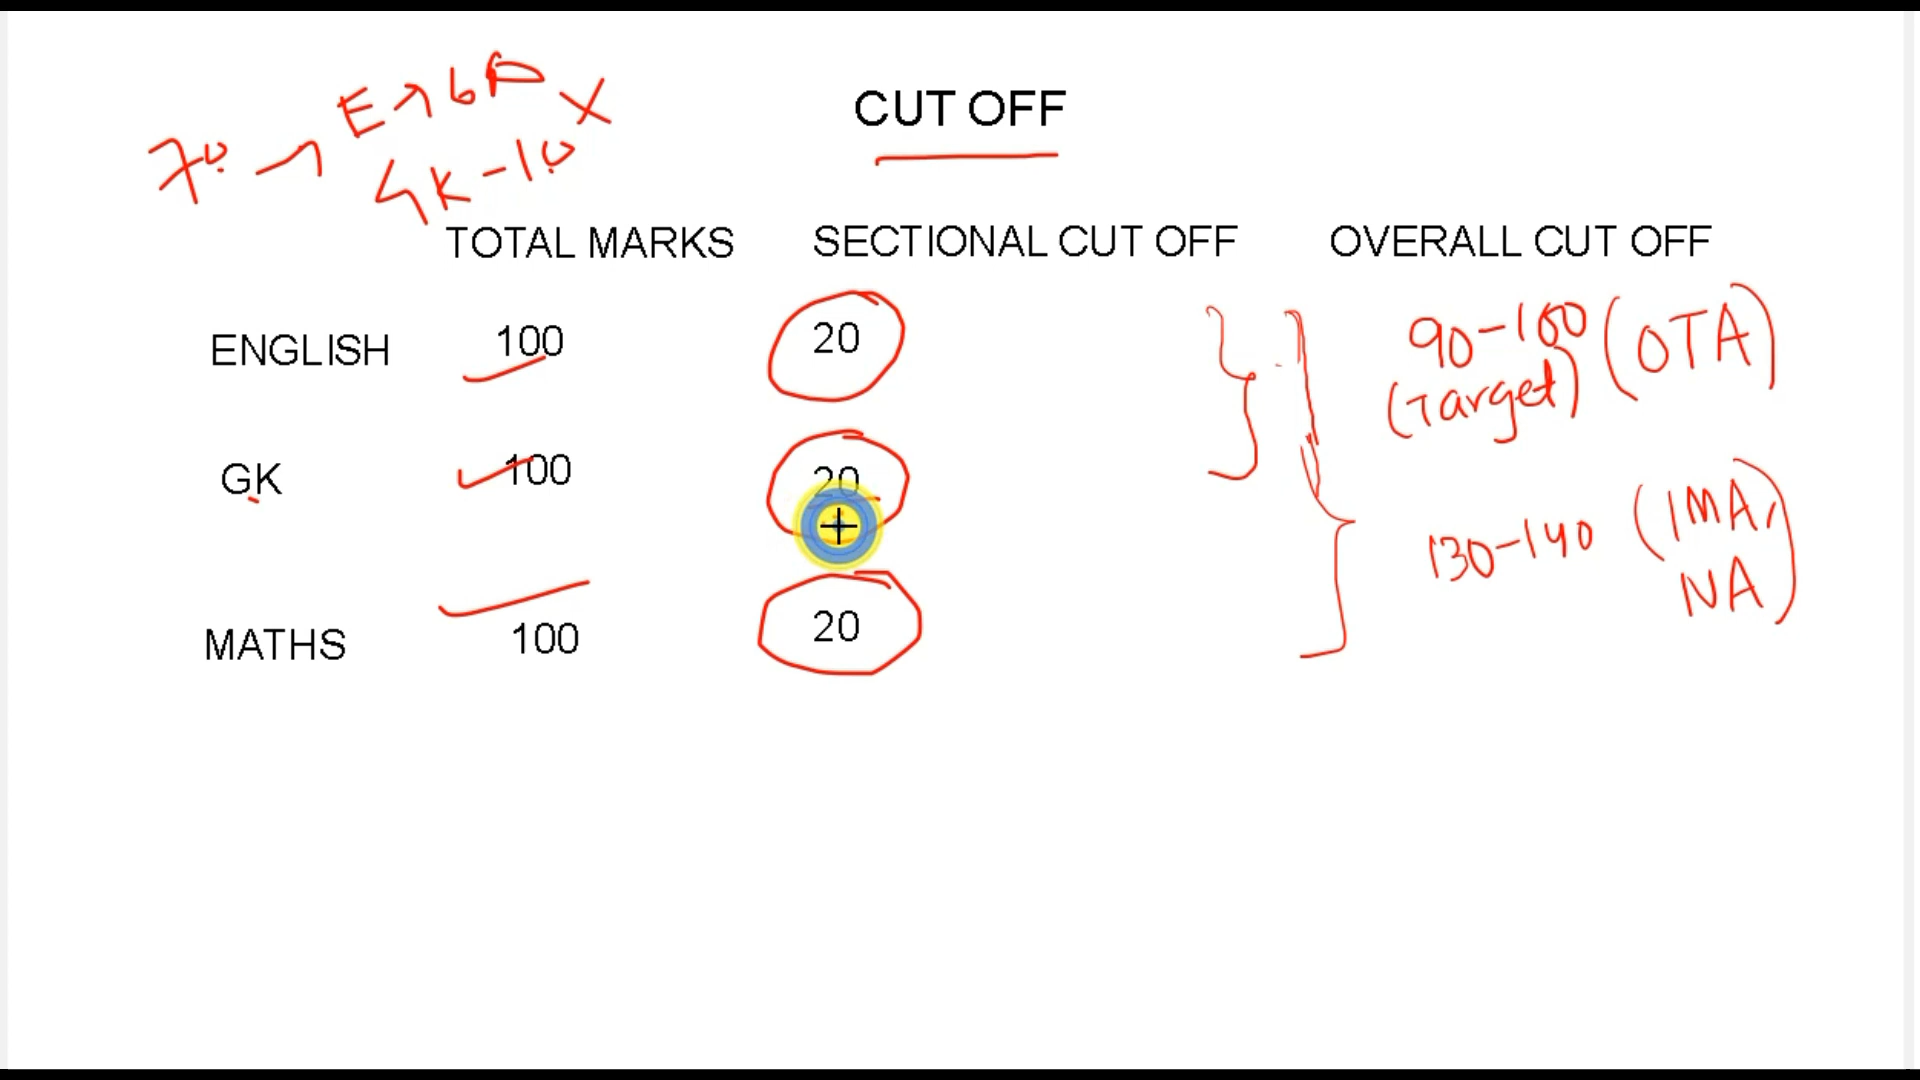 CUT OFF
70 → E → 60 X
GK - 10
TOTAL MARKS SECTIONAL CUT OFF OVERALL CUT OFF
ENGLISH 100 20 90-100 (OTA)
(Target)
GK 100 20
130-140 (IMA,
NA)
MATHS 100 20